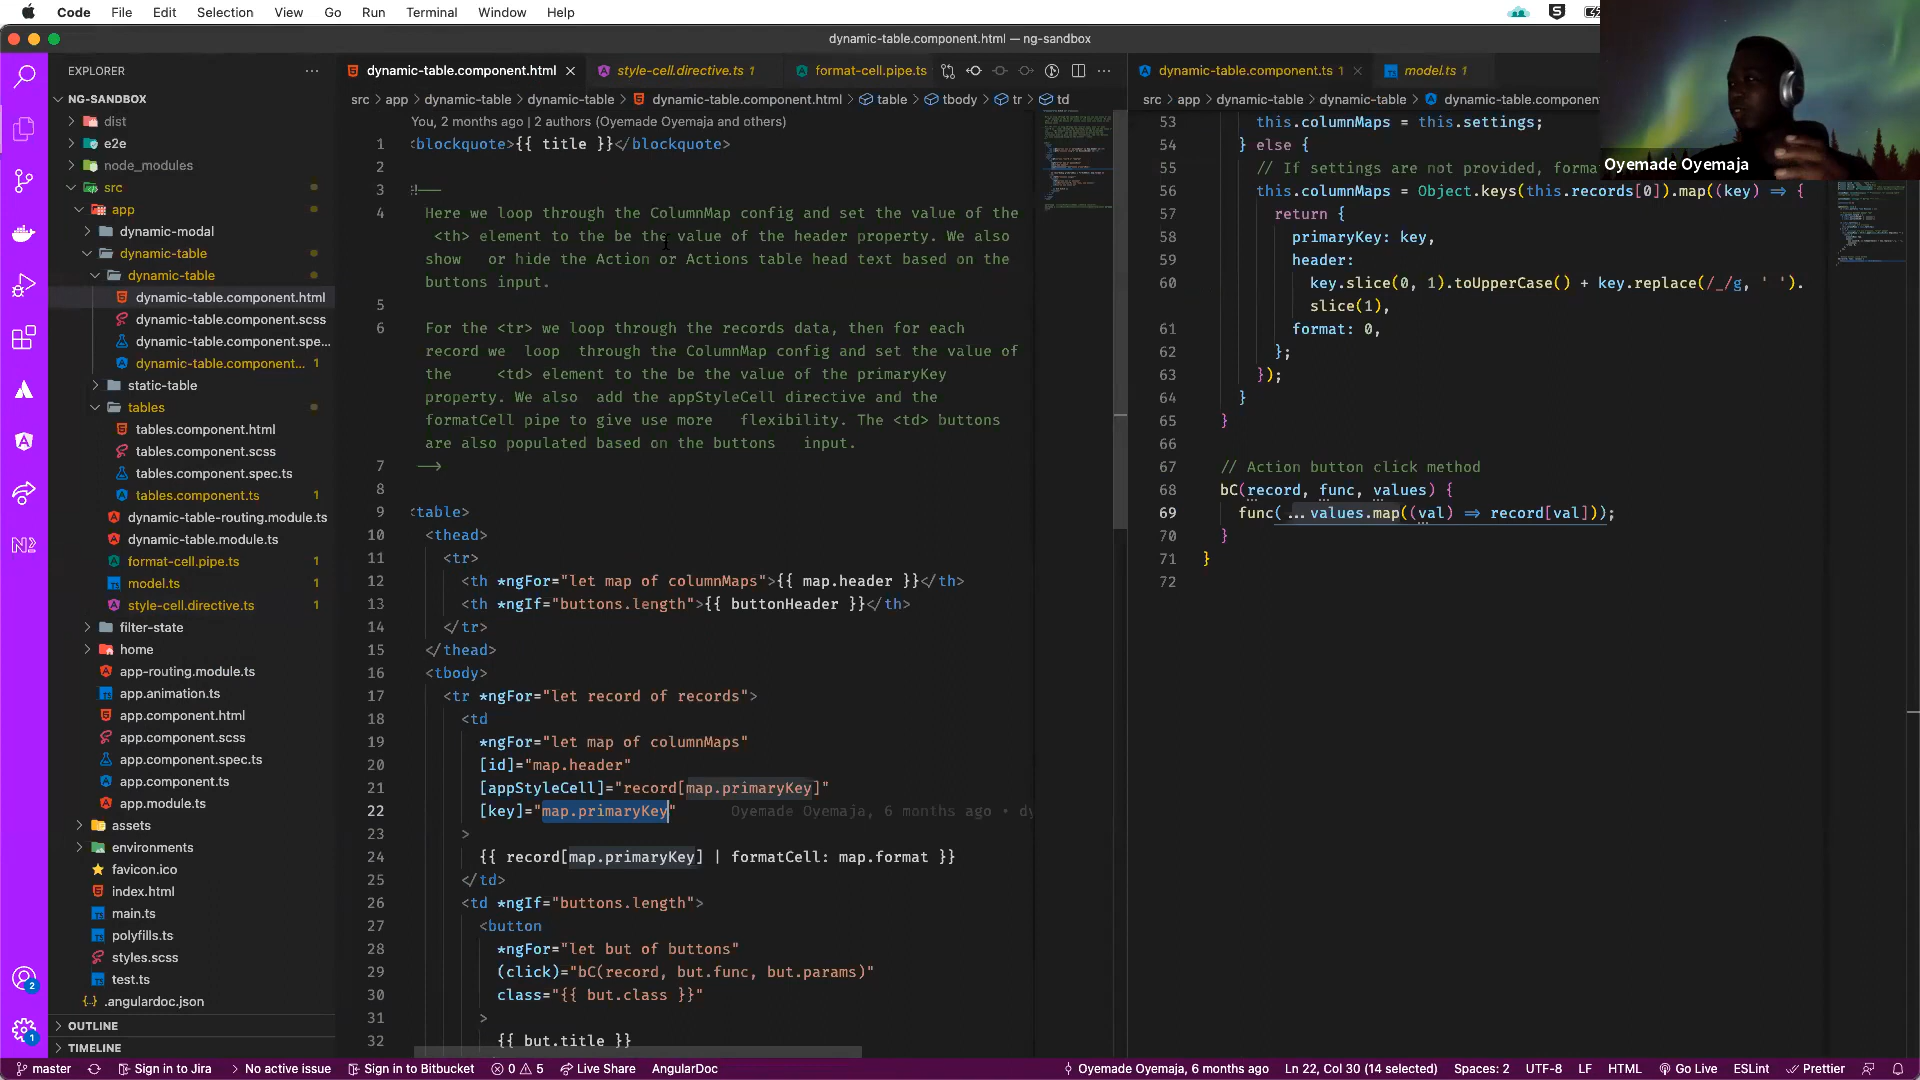 Code File Edit Selection View Go Run Terminal Window Help
dynamic-table.component.html — ng-sandbox
EXPLORER
NG-SANDBOX
dist
e2e
node_modules
src
app
dynamic-modal
dynamic-table
dynamic-table
dynamic-table.component.html
dynamic-table.component.scss
dynamic-table.component.spe...
dynamic-table.component... 1
static-table
tables
tables.component.html
tables.component.scss
tables.component.spec.ts
tables.component.ts 1
dynamic-table-routing.module.ts
dynamic-table.module.ts
format-cell.pipe.ts 1
model.ts 1
style-cell.directive.ts 1
filter-state
home
app-routing.module.ts
app.animation.ts
app.component.html
app.component.scss
app.component.spec.ts
app.component.ts
app.module.ts
assets
environments
favicon.ico
index.html
main.ts
polyfills.ts
styles.scss
test.ts
.angulardoc.json
OUTLINE
TIMELINE
dynamic-table.component.html style-cell.directive.ts 1 format-cell.pipe.ts
src > app > dynamic-table > dynamic-table > dynamic-table.component.html > table > tbody > tr > td
You, 2 months ago | 2 authors (Oyemade Oyemaja and others)
1 <blockquote>{{ title }}</blockquote>
2
3 <!--
4 Here we loop through the ColumnMap config and set the value of the
<th> element to the be the value of the header property. We also
show or hide the Action or Actions table head text based on the
buttons input.
5
6 For the <tr> we loop through the records data, then for each
record we loop through the ColumnMap config and set the value of
the <td> element to the be the value of the primaryKey
property. We also add the appStyleCell directive and the
formatCell pipe to give use more flexibility. The <td> buttons
are also populated based on the buttons input.
7 -->
8
9 <table>
10 <thead>
11 <tr>
12 <th *ngFor="let map of columnMaps">{{ map.header }}</th>
13 <th *ngIf="buttons.length">{{ buttonHeader }}</th>
14 </tr>
15 </thead>
16 <tbody>
17 <tr *ngFor="let record of records">
18 <td
19 *ngFor="let map of columnMaps"
20 [id]="map.header"
21 [appStyleCell]="record[map.primaryKey]"
22 [key]="map.primaryKey" Oyemade Oyemaja, 6 months ago • dy
23 >
24 {{ record[map.primaryKey] | formatCell: map.format }}
25 </td>
26 <td *ngIf="buttons.length">
27 <button
28 *ngFor="let but of buttons"
29 (click)="bC(record, but.func, but.params)"
30 class="{{ but.class }}"
31 >
32 {{ but.title }}
dynamic-table.component.ts 1 model.ts 1
src > app > dynamic-table > dynamic-table > dynamic-table.component
Oyemade Oyemaja
53 this.columnMaps = this.settings;
54 } else {
55 // If settings are not provided, forma
56 this.columnMaps = Object.keys(this.records[0]).map((key) => {
57 return {
58 primaryKey: key,
59 header:
60 key.slice(0, 1).toUpperCase() + key.replace(/_/g, ' ').
slice(1),
61 format: 0,
62 };
63 });
64 }
65 }
66
67 // Action button click method
68 bC(record, func, values) {
69 func(...values.map((val) => record[val]));
70 }
71 }
72
master Sign in to Jira No active issue Sign in to Bitbucket 0 5 Live Share AngularDoc Oyemade Oyemaja, 6 months ago Ln 22, Col 30 (14 selected) Spaces: 2 UTF-8 LF HTML Go Live ESLint Prettier